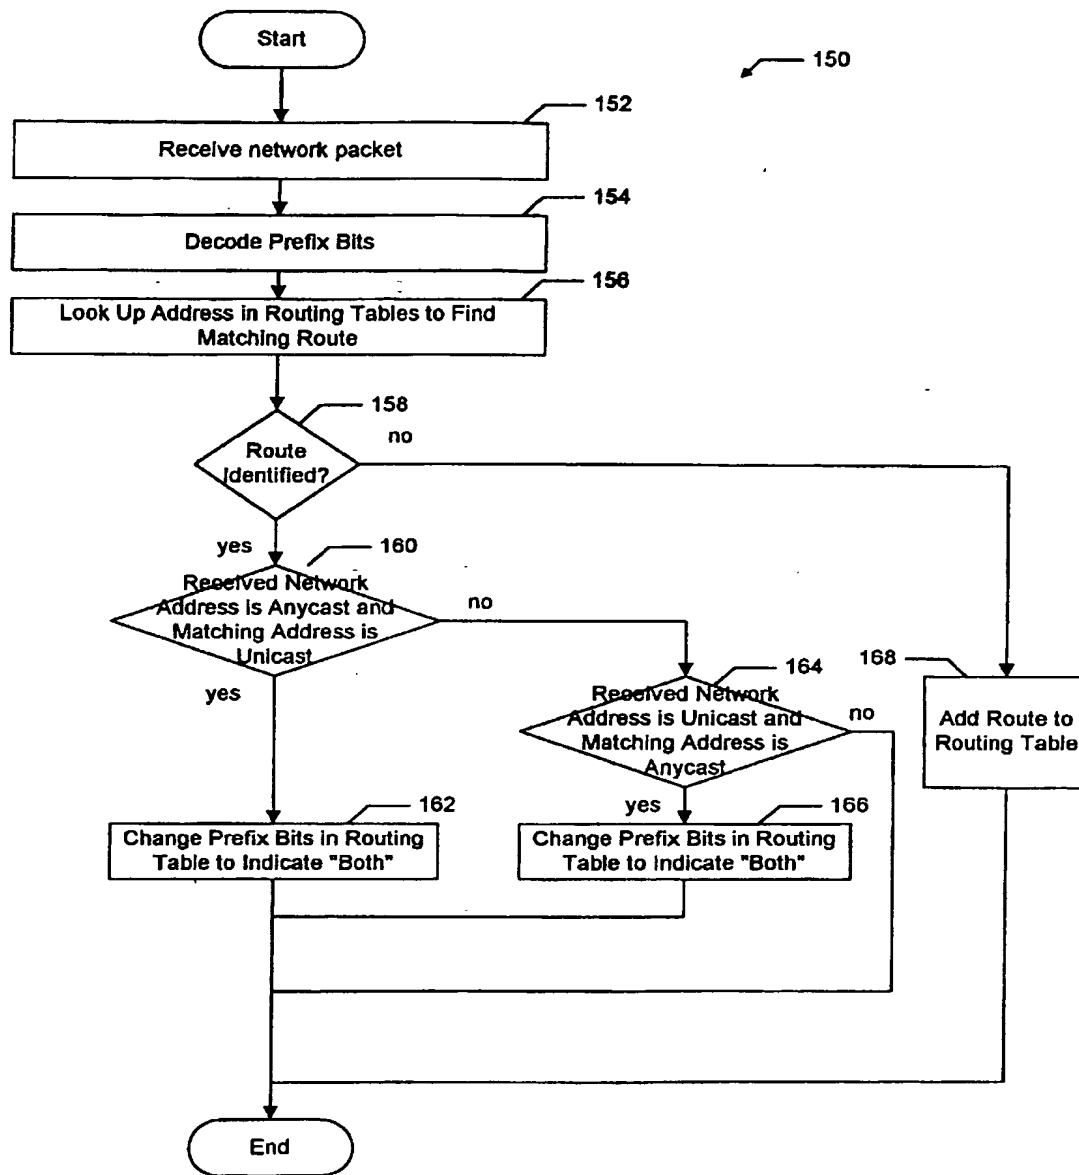 Start
150
152
Receive network packet
154
Decode Prefix Bits
156
Look Up Address in Routing Tables to Find
Matching Route
158
no
Route
Identified?
yes
160
Received Network
Address is Anycast and
Matching Address is
Unicast
no
yes
164
Received Network
Address is Unicast and
Matching Address is
Anycast
no
168
Add Route to
Routing Table
162
Change Prefix Bits in Routing
Table to Indicate "Both"
yes
166
Change Prefix Bits in Routing
Table to Indicate "Both"
End